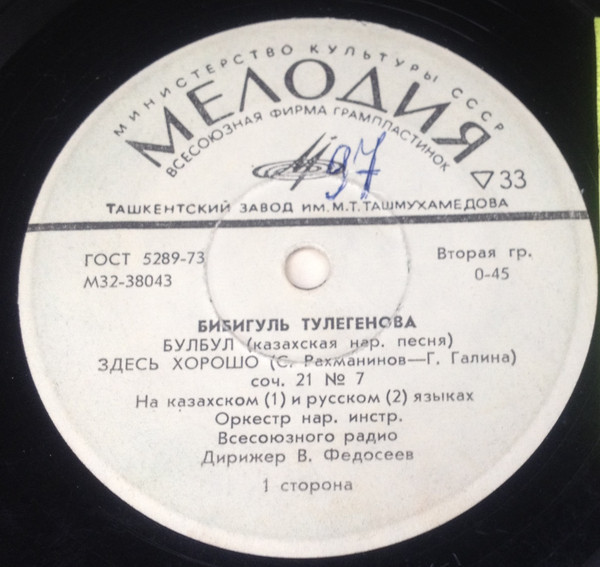 МИНИСТЕРСТВО КУЛЬТУРЫ СССР
МЕЛОДИЯ
ВСЕСОЮЗНАЯ ФИРМА ГРАМПЛАСТИНОК
97
▽33
ТАШКЕНТСКИЙ ЗАВОД ИМ. М.Т. ТАШМУХАМЕДОВА
ГОСТ 5289-73
Вторая гр.
М32-38043
0-45
БИБИГУЛЬ ТУЛЕГЕНОВА
БУЛБУЛ (казахская нар. песня)
ЗДЕСЬ ХОРОШО (С. Рахманинов—Г. Галина)
соч. 21 № 7
На казахском (1) и русском (2) языках
Оркестр нар. инстр.
Всесоюзного радио
Дирижер В. Федосеев
1 сторона